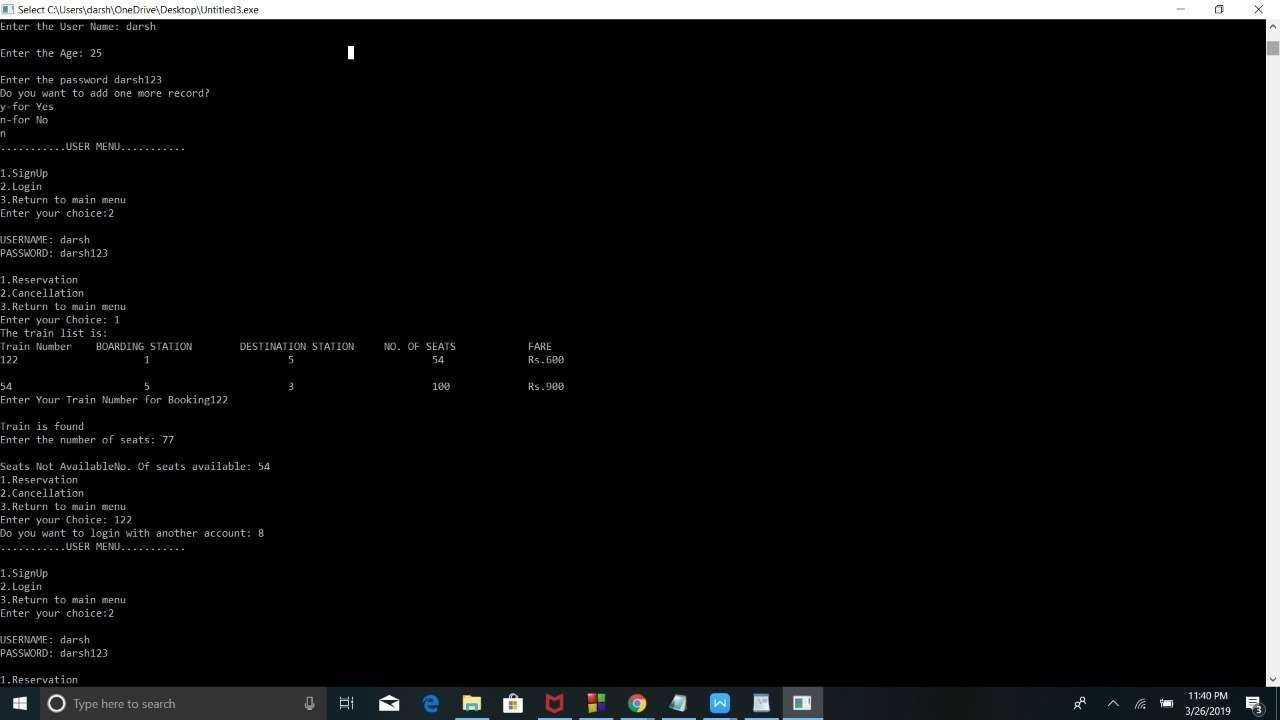 Select C:\Users\darsh\OneDrive\Desktop\Untitled3.exe
Enter the User Name: darsh
Enter the Age: 25
Enter the password darsh123
Do you want to add one more record?
y-for Yes
n-for No
n
...........USER MENU...........
1.SignUp
2.Login
3.Return to main menu
Enter your choice:2
USERNAME: darsh
PASSWORD: darsh123
1.Reservation
2.Cancellation
3.Return to main menu
Enter your Choice: 1
The train list is:
Train Number BOARDING STATION DESTINATION STATION NO. OF SEATS FARE
122 1 5 54 Rs.600
54 5 3 100 Rs.900
Enter Your Train Number for Booking122
Train is found
Enter the number of seats: 77
Seats Not AvailableNo. Of seats available: 54
1.Reservation
2.Cancellation
3.Return to main menu
Enter your Choice: 122
Do you want to login with another account: 8
...........USER MENU...........
1.SignUp
2.Login
3.Return to main menu
Enter your choice:2
USERNAME: darsh
PASSWORD: darsh123
1.Reservation
Type here to search
11:40 PM
3/26/2019
3